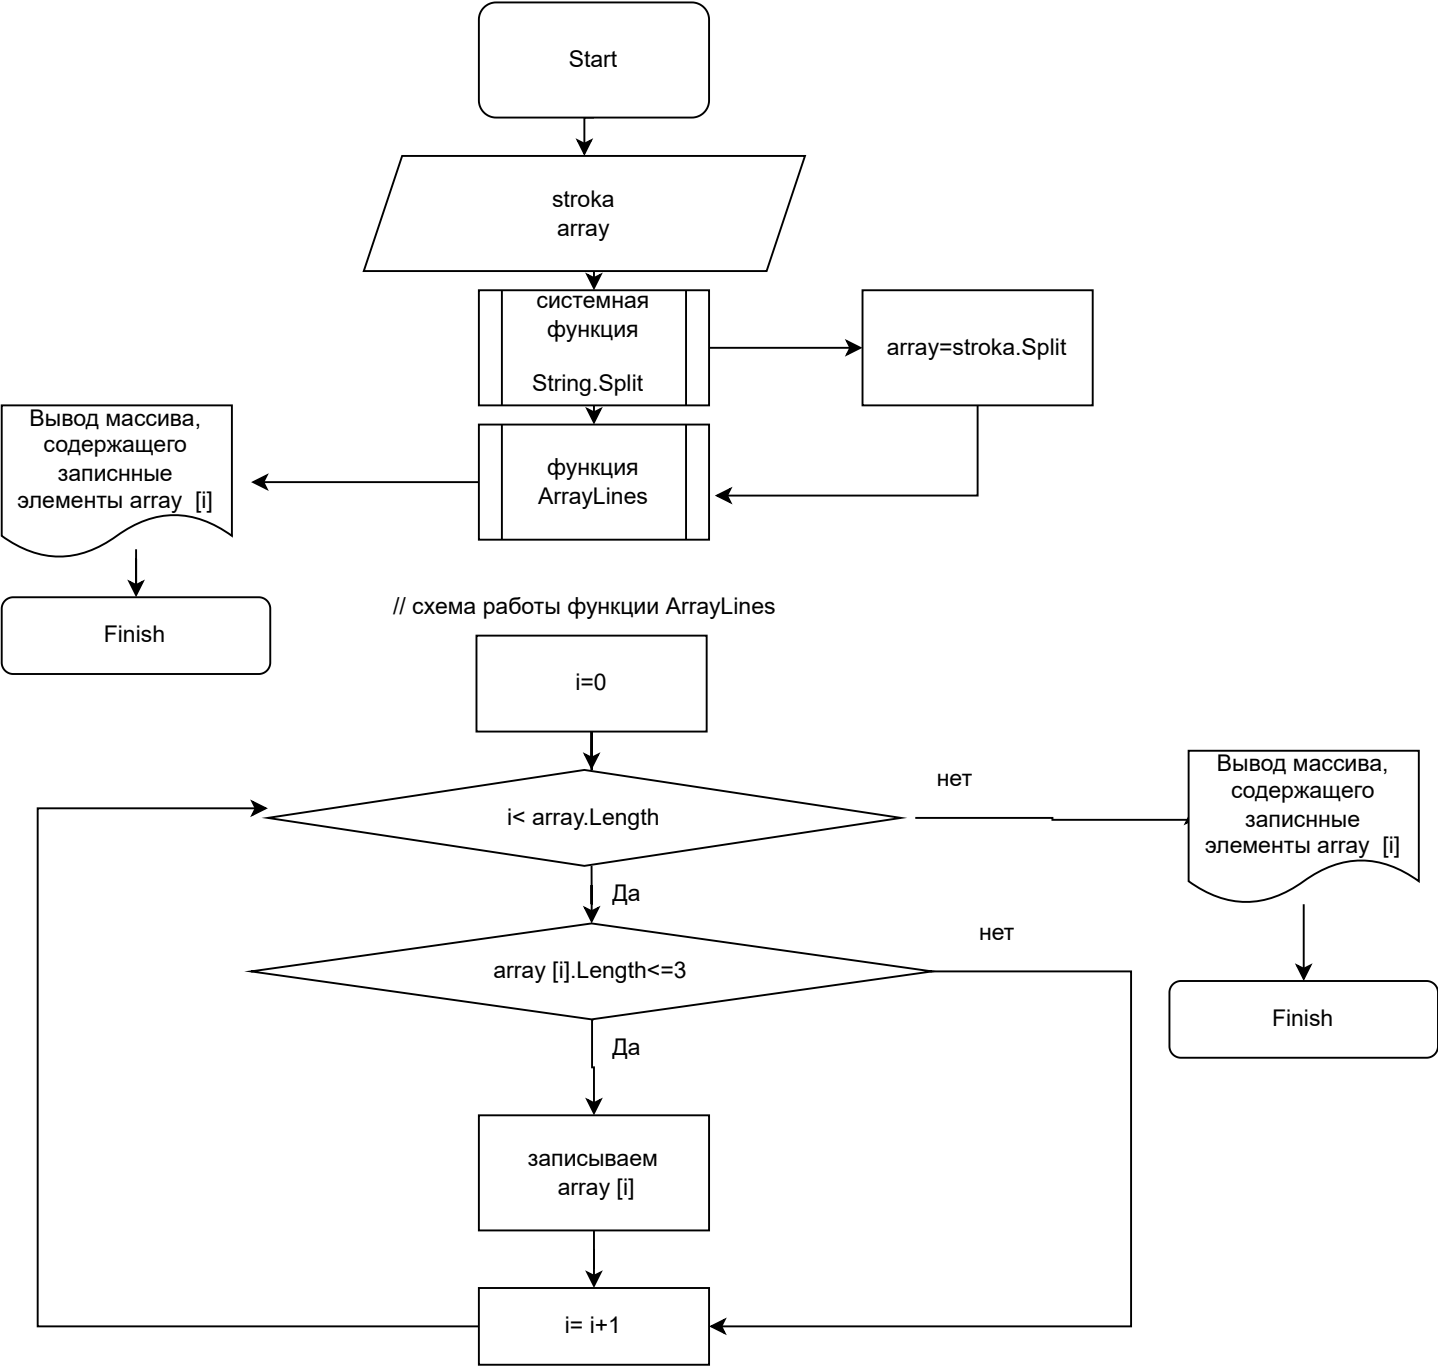 Start
stroka
array
системная
функция
String.Split
array=stroka.Split
Вывод массива,
содержащего
записнные
элементы array [i]
функция
ArrayLines
Finish
// схема работы функции ArrayLines
i=0
нет
i< array.Length
Вывод массива,
содержащего
записнные
элементы array [i]
Да
нет
array [i].Length<=3
Finish
Да
записываем
array [i]
i= i+1